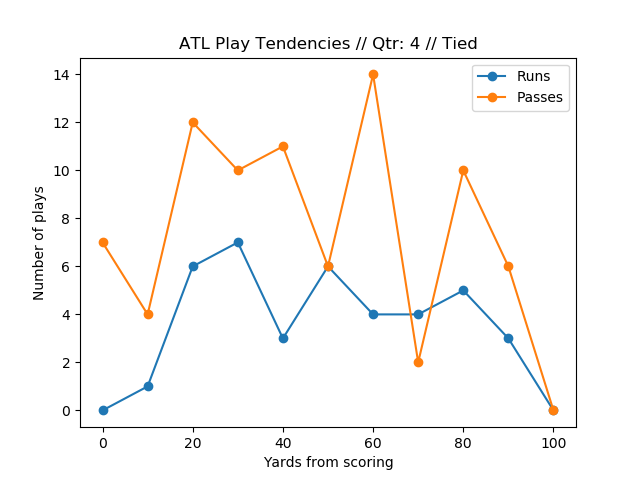 ATL Play Tendencies // Qtr: 4 // Tied
Runs
Passes
Number of plays
14
12
10
8
6
4
2
0
0 20 40 60 80 100
Yards from scoring